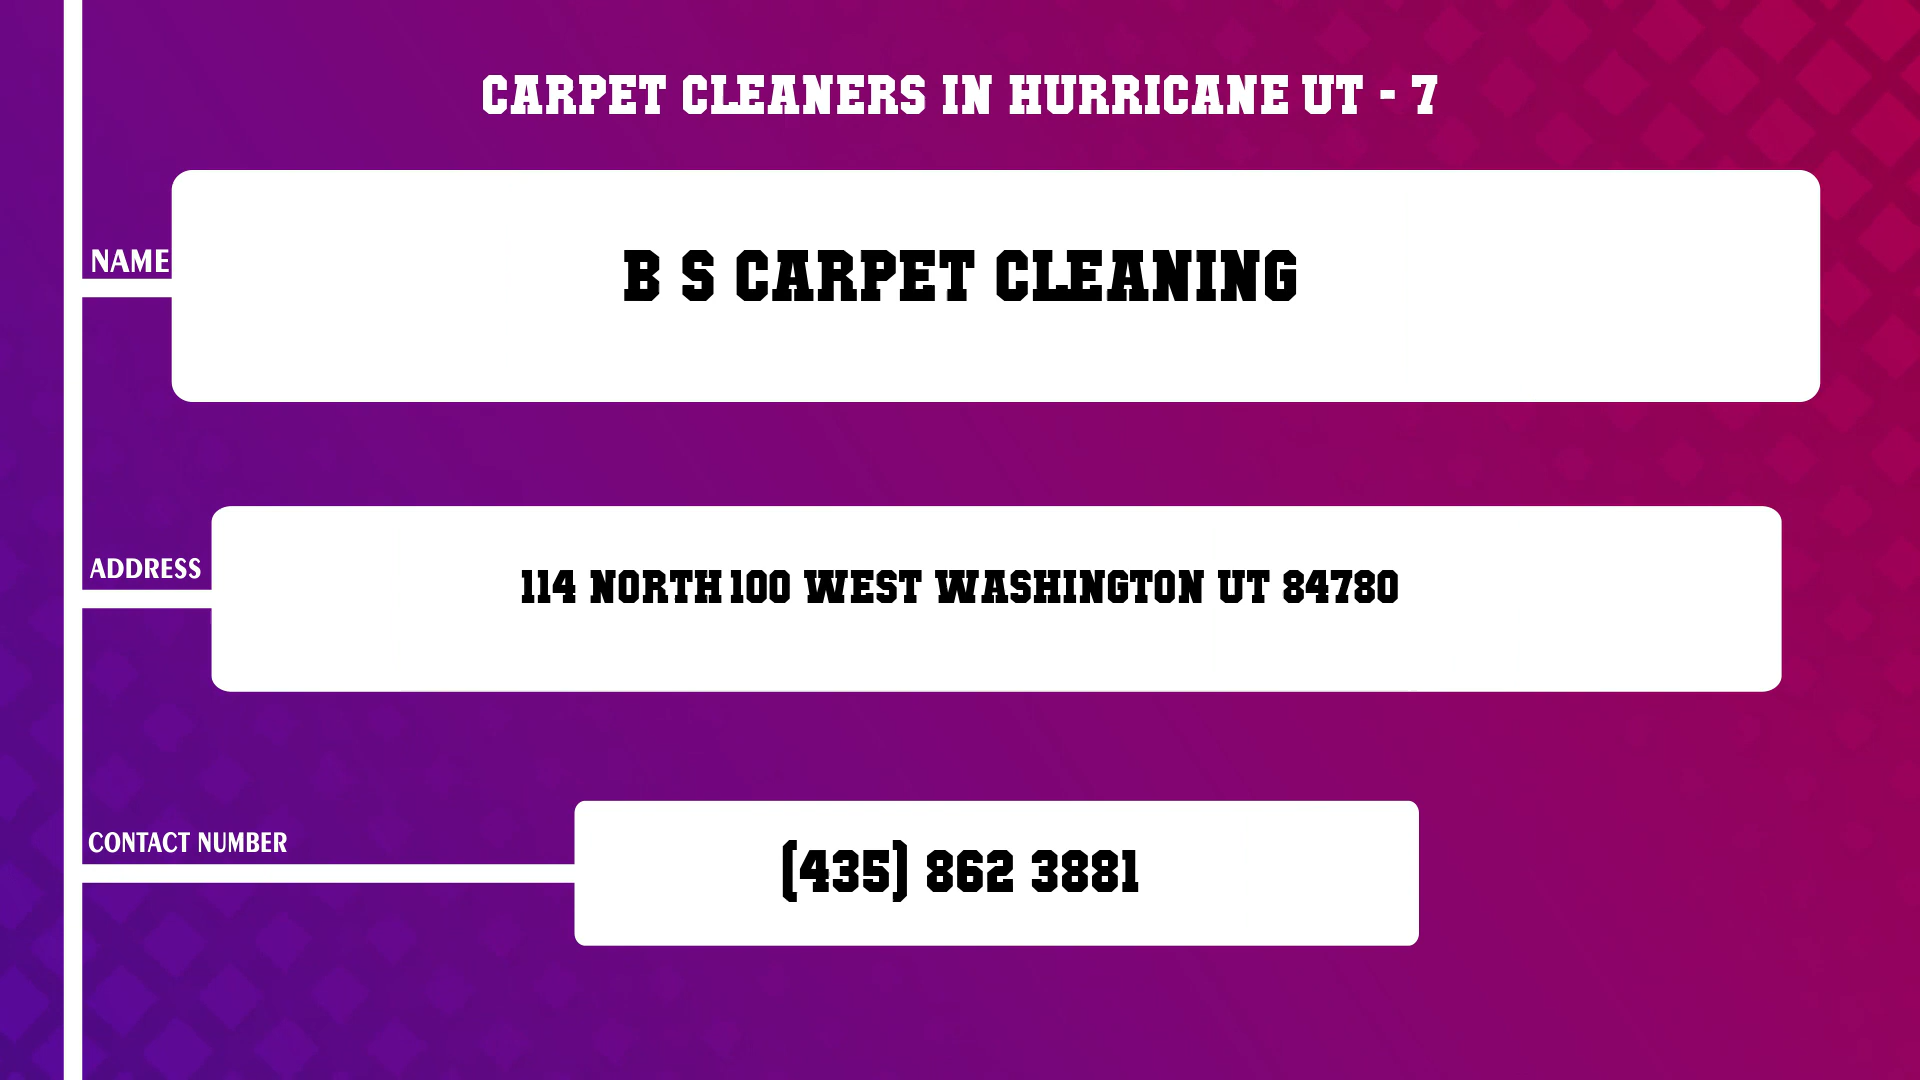 CARPET CLEANERS IN HURRICANE UT - 7
NAME
B S CARPET CLEANING
ADDRESS
114 NORTH 100 WEST WASHINGTON UT 84780
CONTACT NUMBER
(435) 862 3881